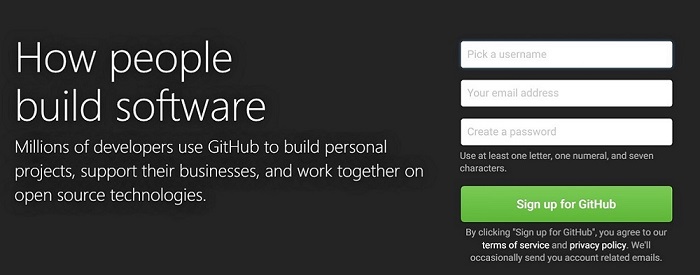 How people
build software
Millions of developers use GitHub to build personal
projects, support their businesses, and work together on
open source technologies.
Pick a username
Your email address
Create a password
Use at least one letter, one numeral, and seven
characters.
Sign up for GitHub
By clicking "Sign up for GitHub", you agree to our
terms of service and privacy policy. We'll
occasionally send you account related emails.